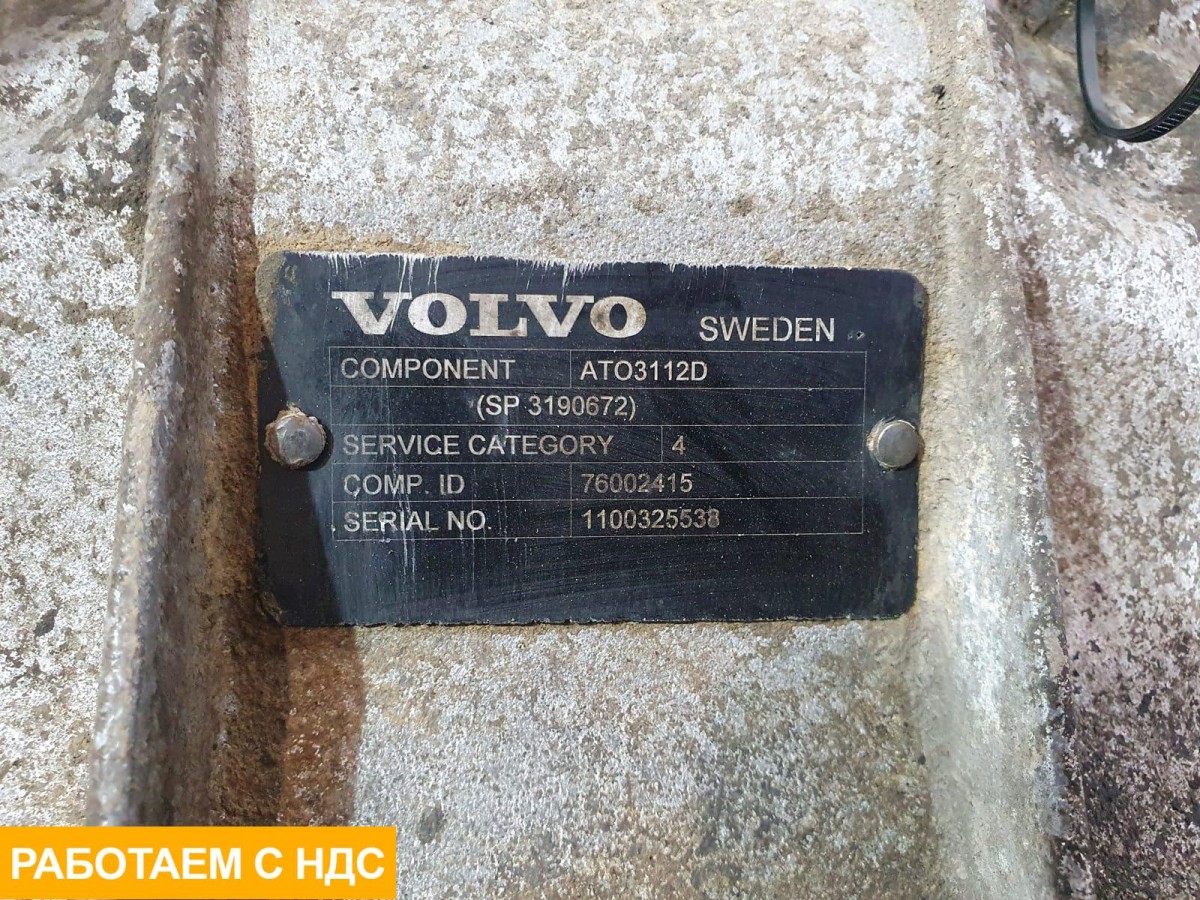 VOLVO SWEDEN
COMPONENT ATO3112D
(SP 3190672)
SERVICE CATEGORY 4
COMP. ID 76002415
SERIAL NO. 1100325538
РАБОТАЕМ С НДС